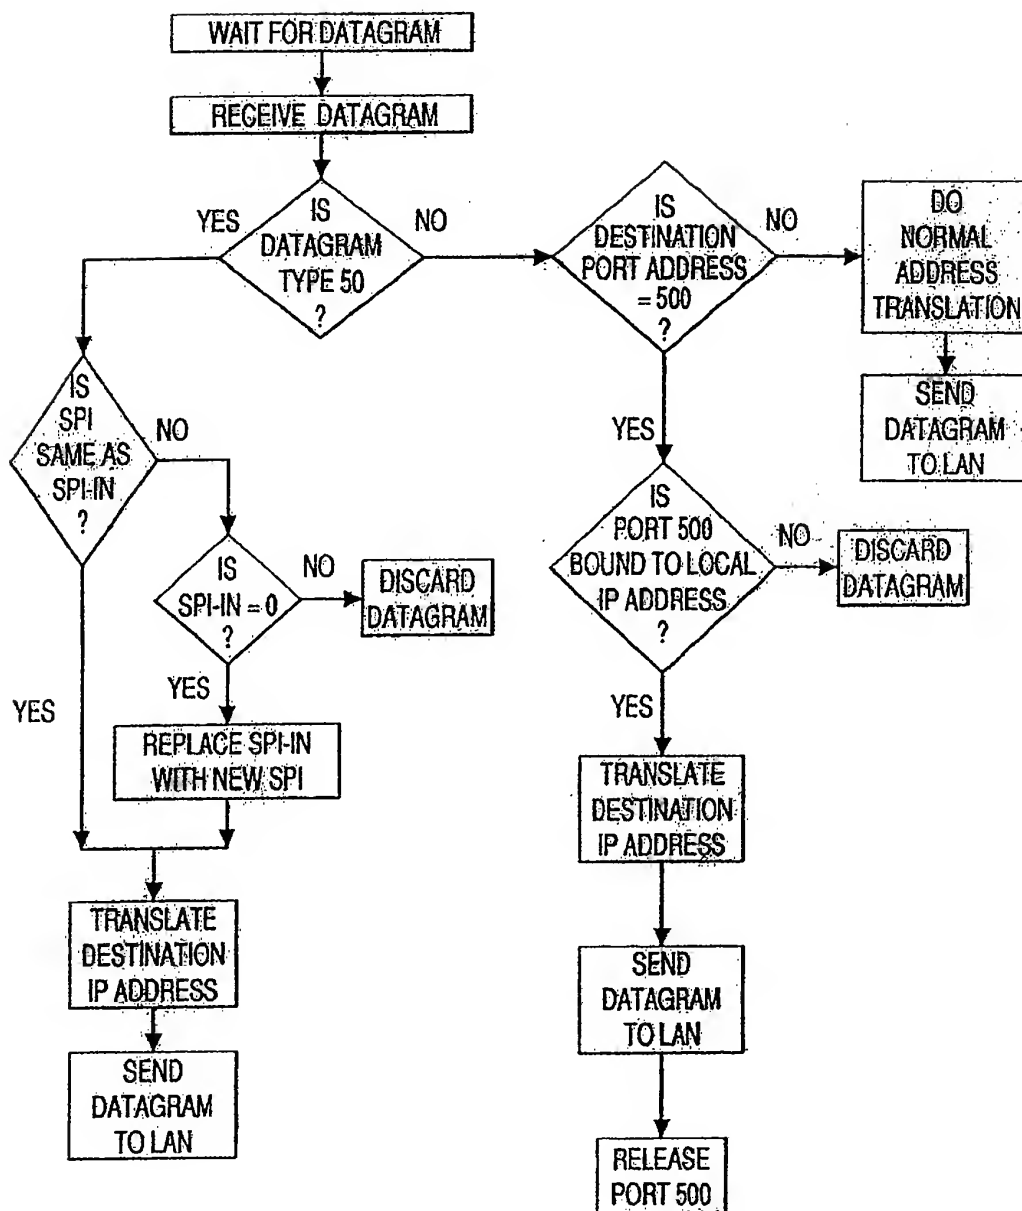 WAIT FOR DATAGRAM
RECEIVE DATAGRAM
YES
IS
DATAGRAM
TYPE 50
?
NO
IS
DESTINATION
PORT ADDRESS
= 500
?
NO
DO
NORMAL
ADDRESS
TRANSLATION
SEND
DATAGRAM
TO LAN
IS
SPI
SAME AS
SPI-IN
?
NO
YES
IS
SPI-IN = 0
?
NO
DISCARD
DATAGRAM
YES
REPLACE SPI-IN
WITH NEW SPI
TRANSLATE
DESTINATION
IP ADDRESS
SEND
DATAGRAM
TO LAN
YES
IS
PORT 500
BOUND TO LOCAL
IP ADDRESS
?
NO
DISCARD
DATAGRAM
YES
TRANSLATE
DESTINATION
IP ADDRESS
SEND
DATAGRAM
TO LAN
RELEASE
PORT 500